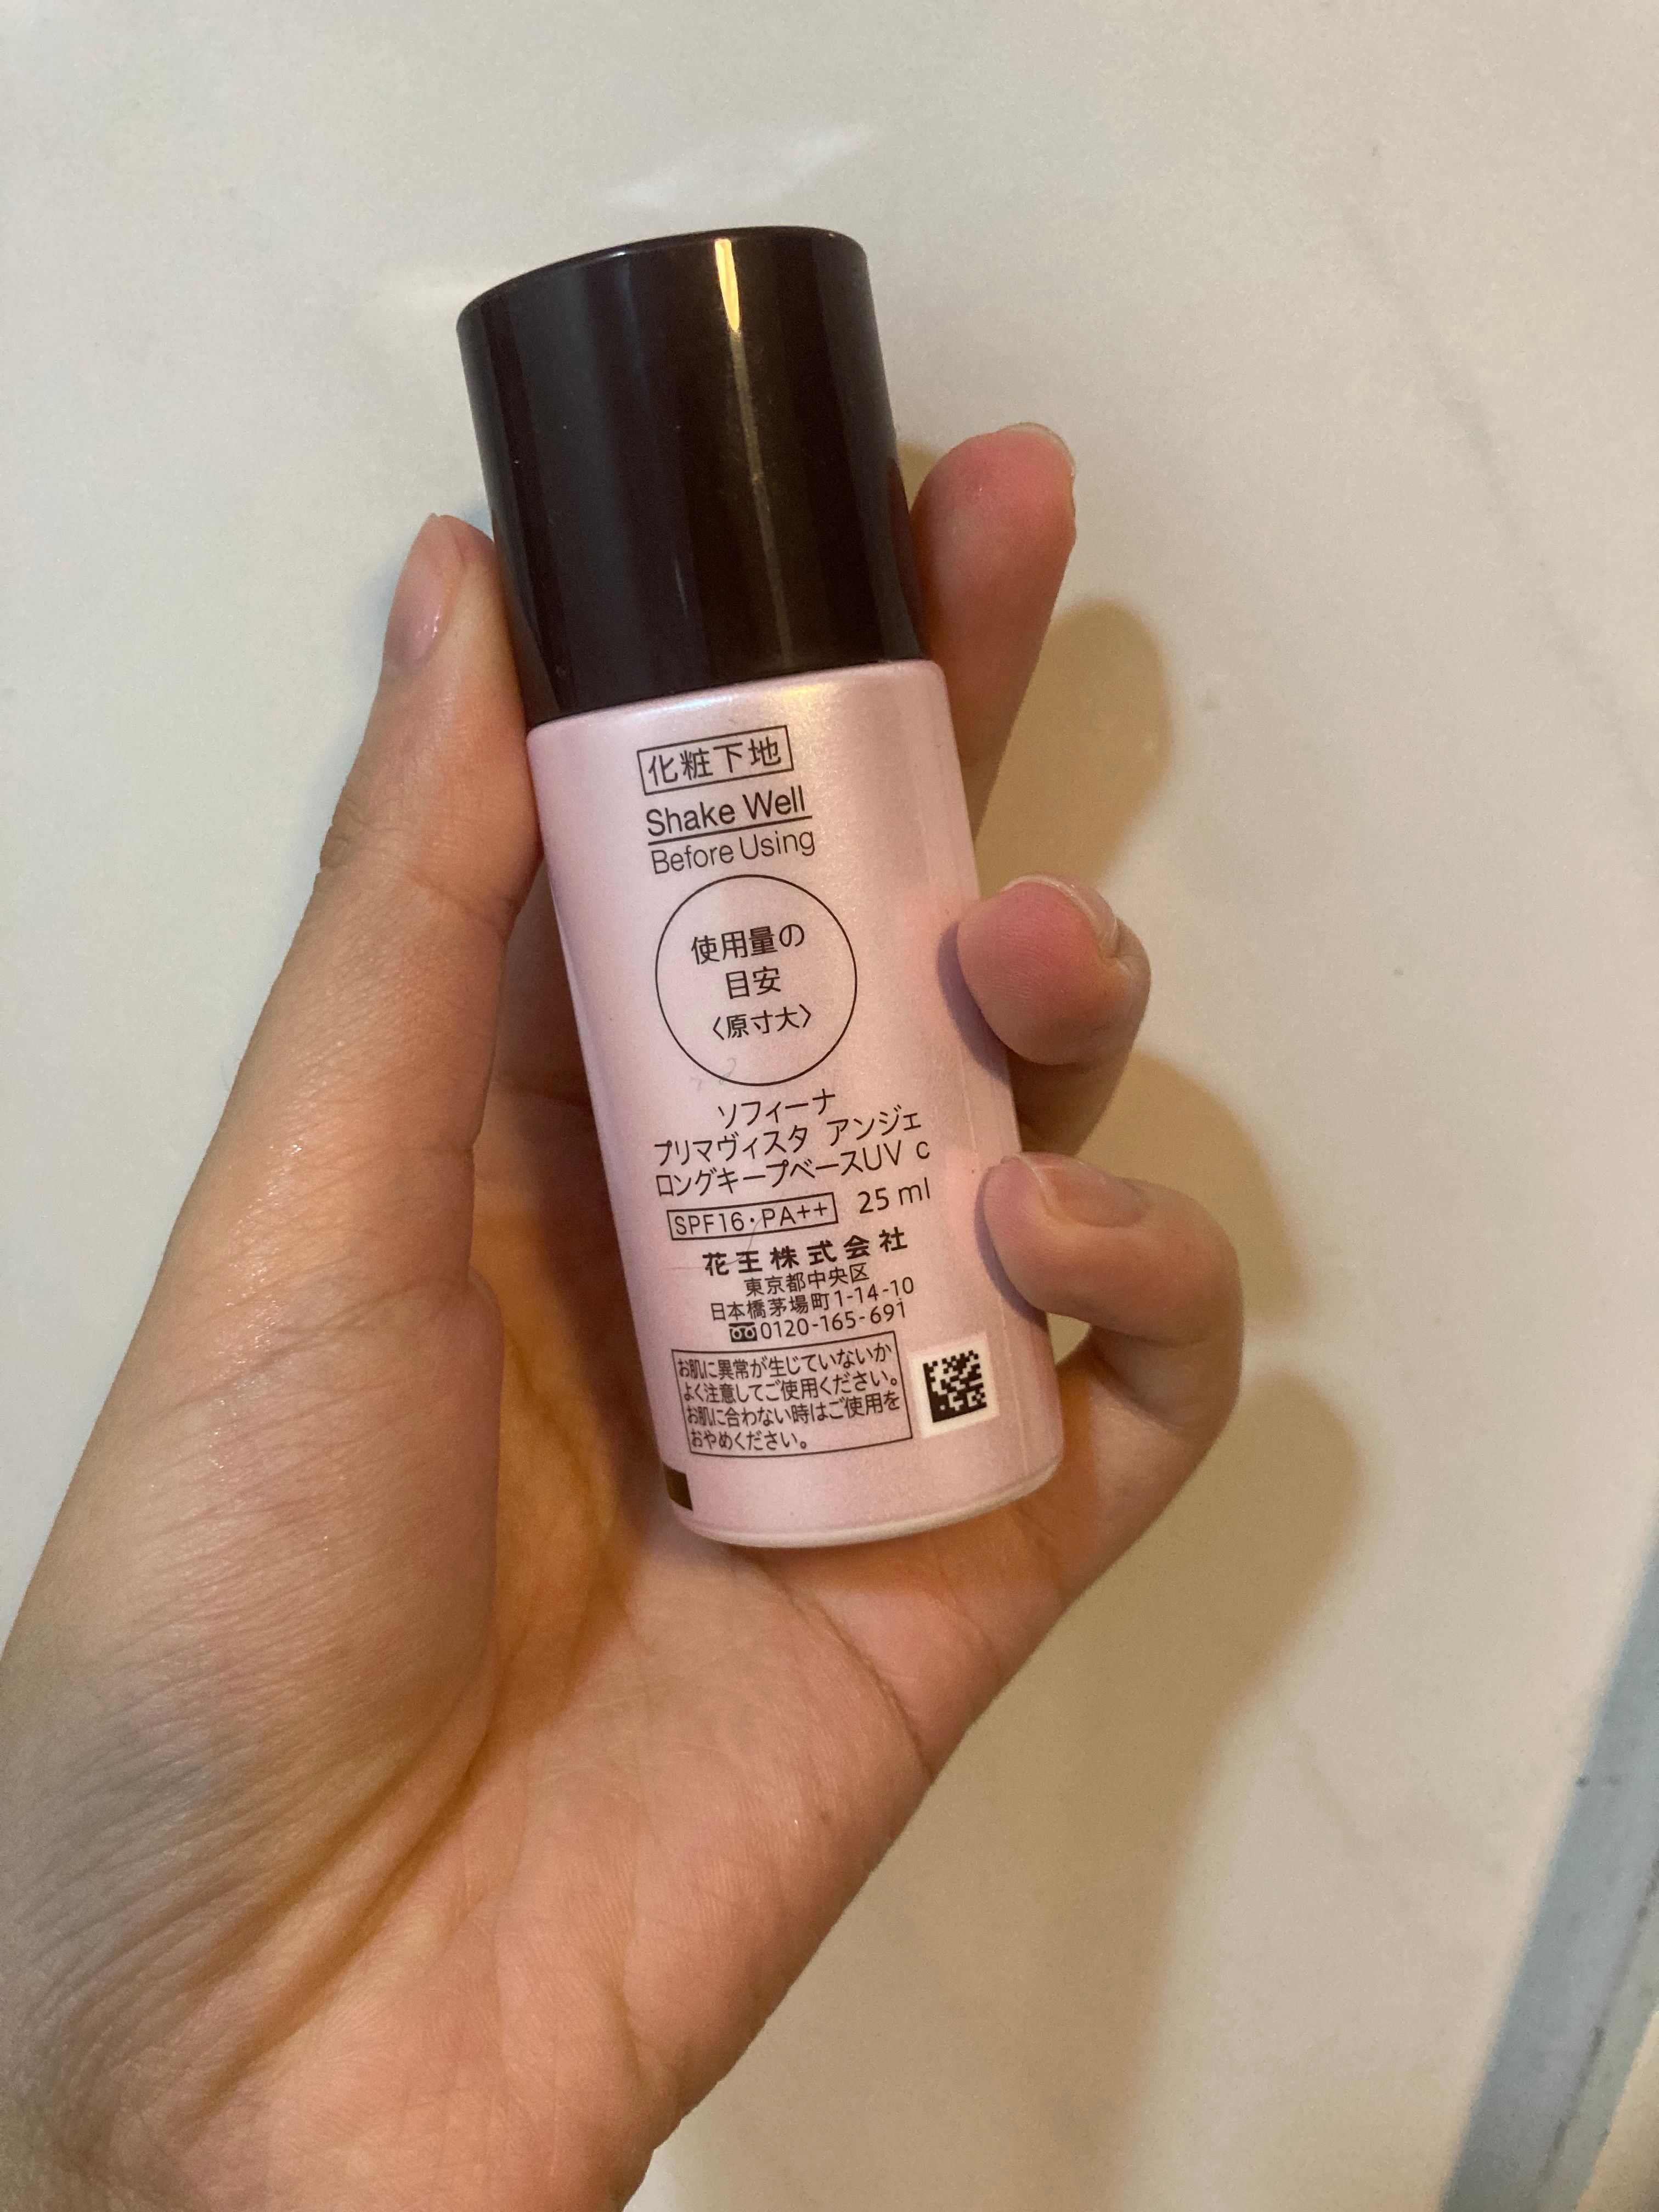 化粧下地
Shake Well
Before Using
使用量の
目安
〈原寸大〉
ソフィーナ
プリマヴィスタ アンジェ
ロングキープベースUV c
SPF16・PA++ 25 ml
花王株式会社
東京都中央区
日本橋茅場町1-14-10
0120-165-691
お肌に異常が生じていないか
よく注意してご使用ください。
お肌に合わない時はご使用を
おやめください。